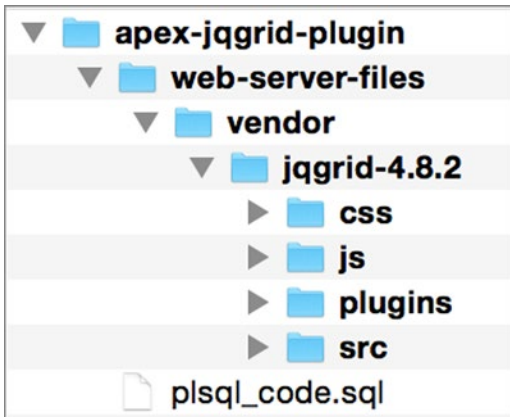 apex-jqgrid-plugin
web-server-files
vendor
jqgrid-4.8.2
css
js
plugins
src
plsql_code.sql